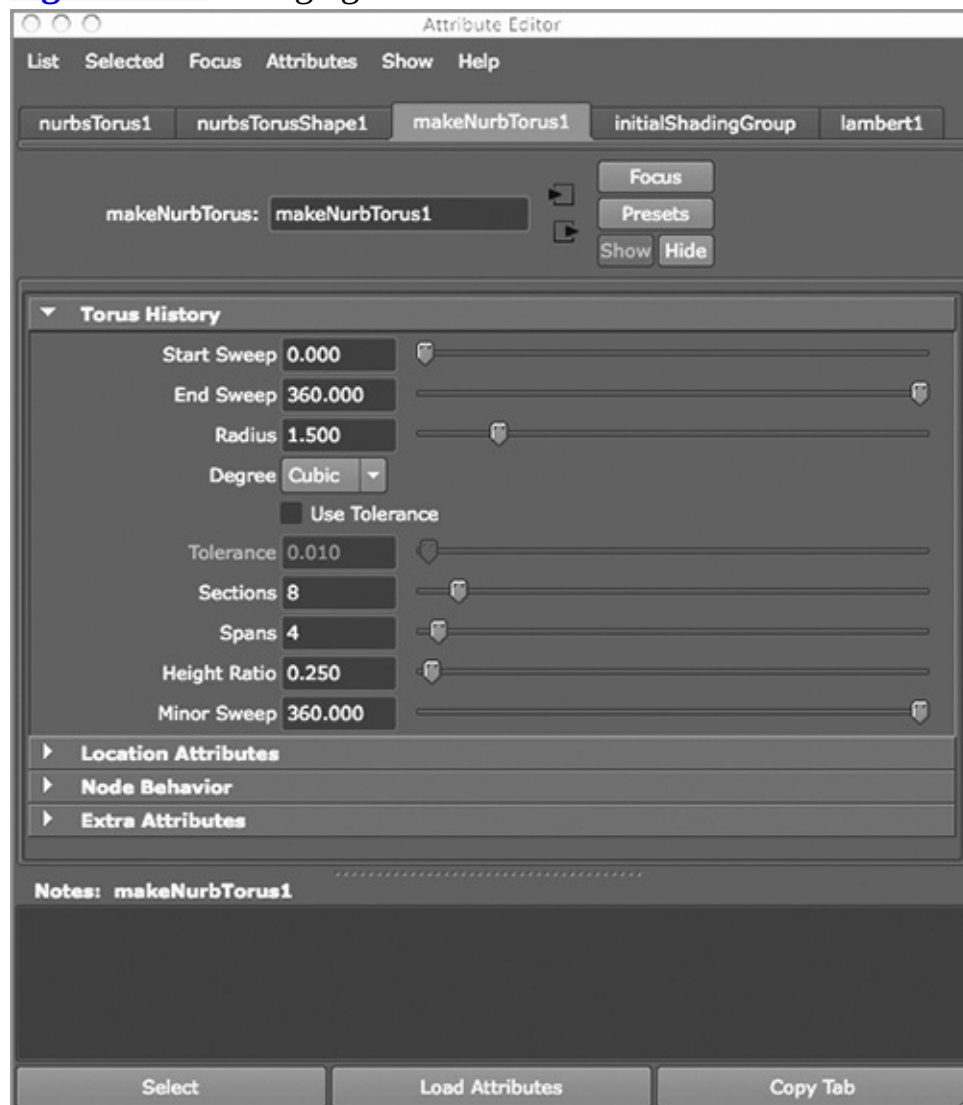 Attribute Editor
List Selected Focus Attributes Show Help
nurbsTorus1 nurbsTorusShape1 makeNurbTorus1 initialShadingGroup lambert1
makeNurbTorus: makeNurbTorus1
Focus
Presets
Show Hide
Torus History
Start Sweep 0.000
End Sweep 360.000
Radius 1.500
Degree Cubic
Use Tolerance
Tolerance 0.010
Sections 8
Spans 4
Height Ratio 0.250
Minor Sweep 360.000
Location Attributes
Node Behavior
Extra Attributes
Notes: makeNurbTorus1
Select Load Attributes Copy Tab